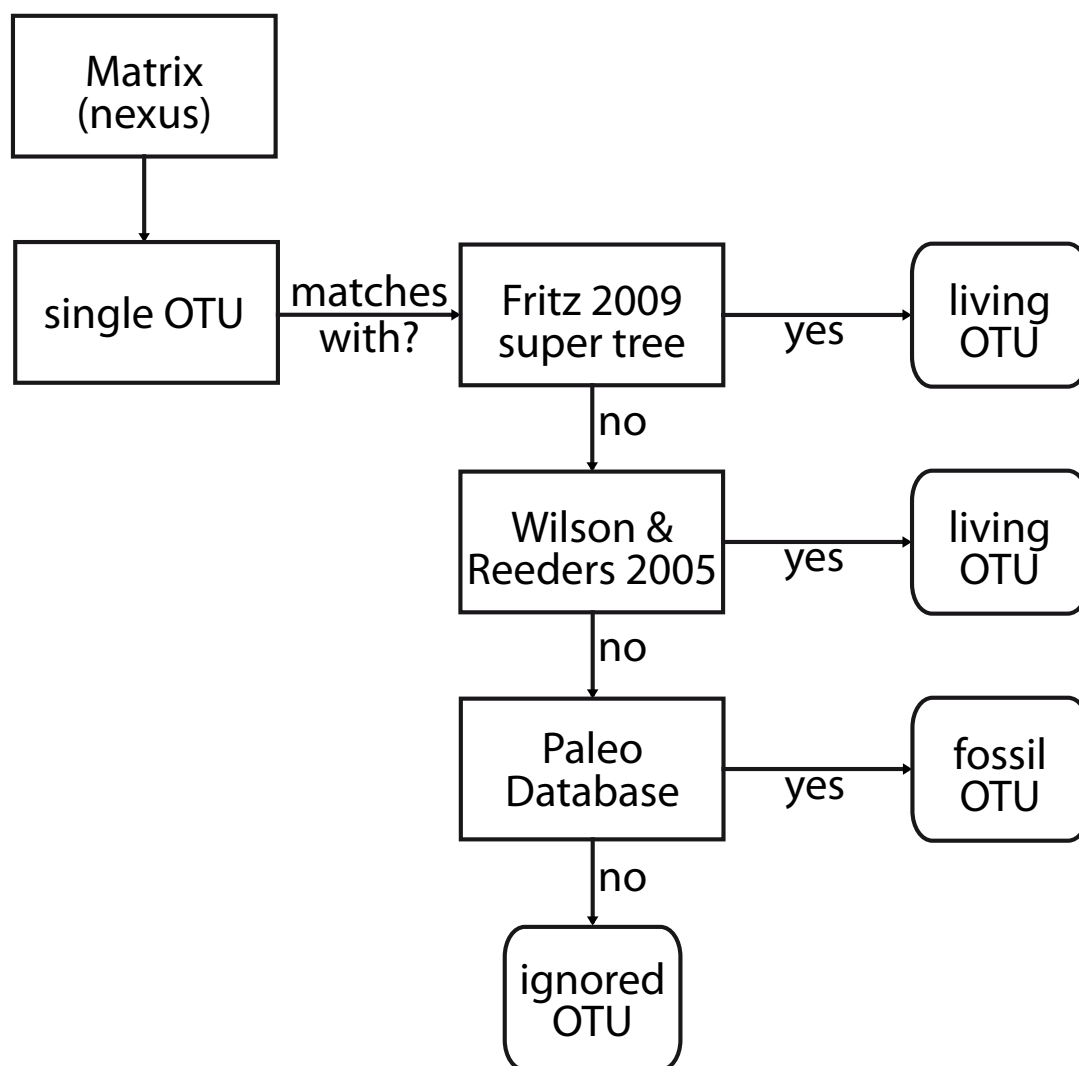 Matrix
(nexus)
single OTU
matches
with?
Fritz 2009
super tree
yes
living
OTU
no
Wilson &
Reeders 2005
yes
living
OTU
no
Paleo
Database
yes
fossil
OTU
no
ignored
OTU